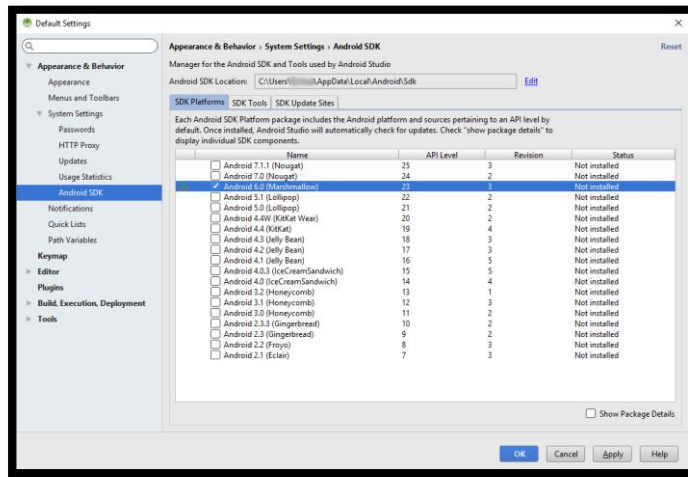 Default Settings
Appearance & Behavior › System Settings › Android SDK
Reset
Manager for the Android SDK and Tools used by Android Studio
Android SDK Location: C:\Users\ \AppData\Local\Android\Sdk Edit
Appearance & Behavior
Appearance
Menus and Toolbars
System Settings
Passwords
HTTP Proxy
Updates
Usage Statistics
Android SDK
Notifications
Quick Lists
Path Variables
Keymap
Editor
Plugins
Build, Execution, Deployment
Tools
SDK Platforms SDK Tools SDK Update Sites
Each Android SDK Platform package includes the Android platform and sources pertaining to an API level by
default. Once installed, Android Studio will automatically check for updates. Check "show package details" to
display individual SDK components.
Name API Level Revision Status
Android 7.1.1 (Nougat) 25 3 Not installed
Android 7.0 (Nougat) 24 2 Not installed
Android 6.0 (Marshmallow) 23 3 Not installed
Android 5.1 (Lollipop) 22 2 Not installed
Android 5.0 (Lollipop) 21 2 Not installed
Android 4.4W (KitKat Wear) 20 2 Not installed
Android 4.4 (KitKat) 19 4 Not installed
Android 4.3 (Jelly Bean) 18 3 Not installed
Android 4.2 (Jelly Bean) 17 3 Not installed
Android 4.1 (Jelly Bean) 16 5 Not installed
Android 4.0.3 (IceCreamSandwich) 15 5 Not installed
Android 4.0 (IceCreamSandwich) 14 4 Not installed
Android 3.2 (Honeycomb) 13 1 Not installed
Android 3.1 (Honeycomb) 12 3 Not installed
Android 3.0 (Honeycomb) 11 2 Not installed
Android 2.3.3 (Gingerbread) 10 2 Not installed
Android 2.3 (Gingerbread) 9 2 Not installed
Android 2.2 (Froyo) 8 3 Not installed
Android 2.1 (Eclair) 7 3 Not installed
Show Package Details
OK Cancel Apply Help